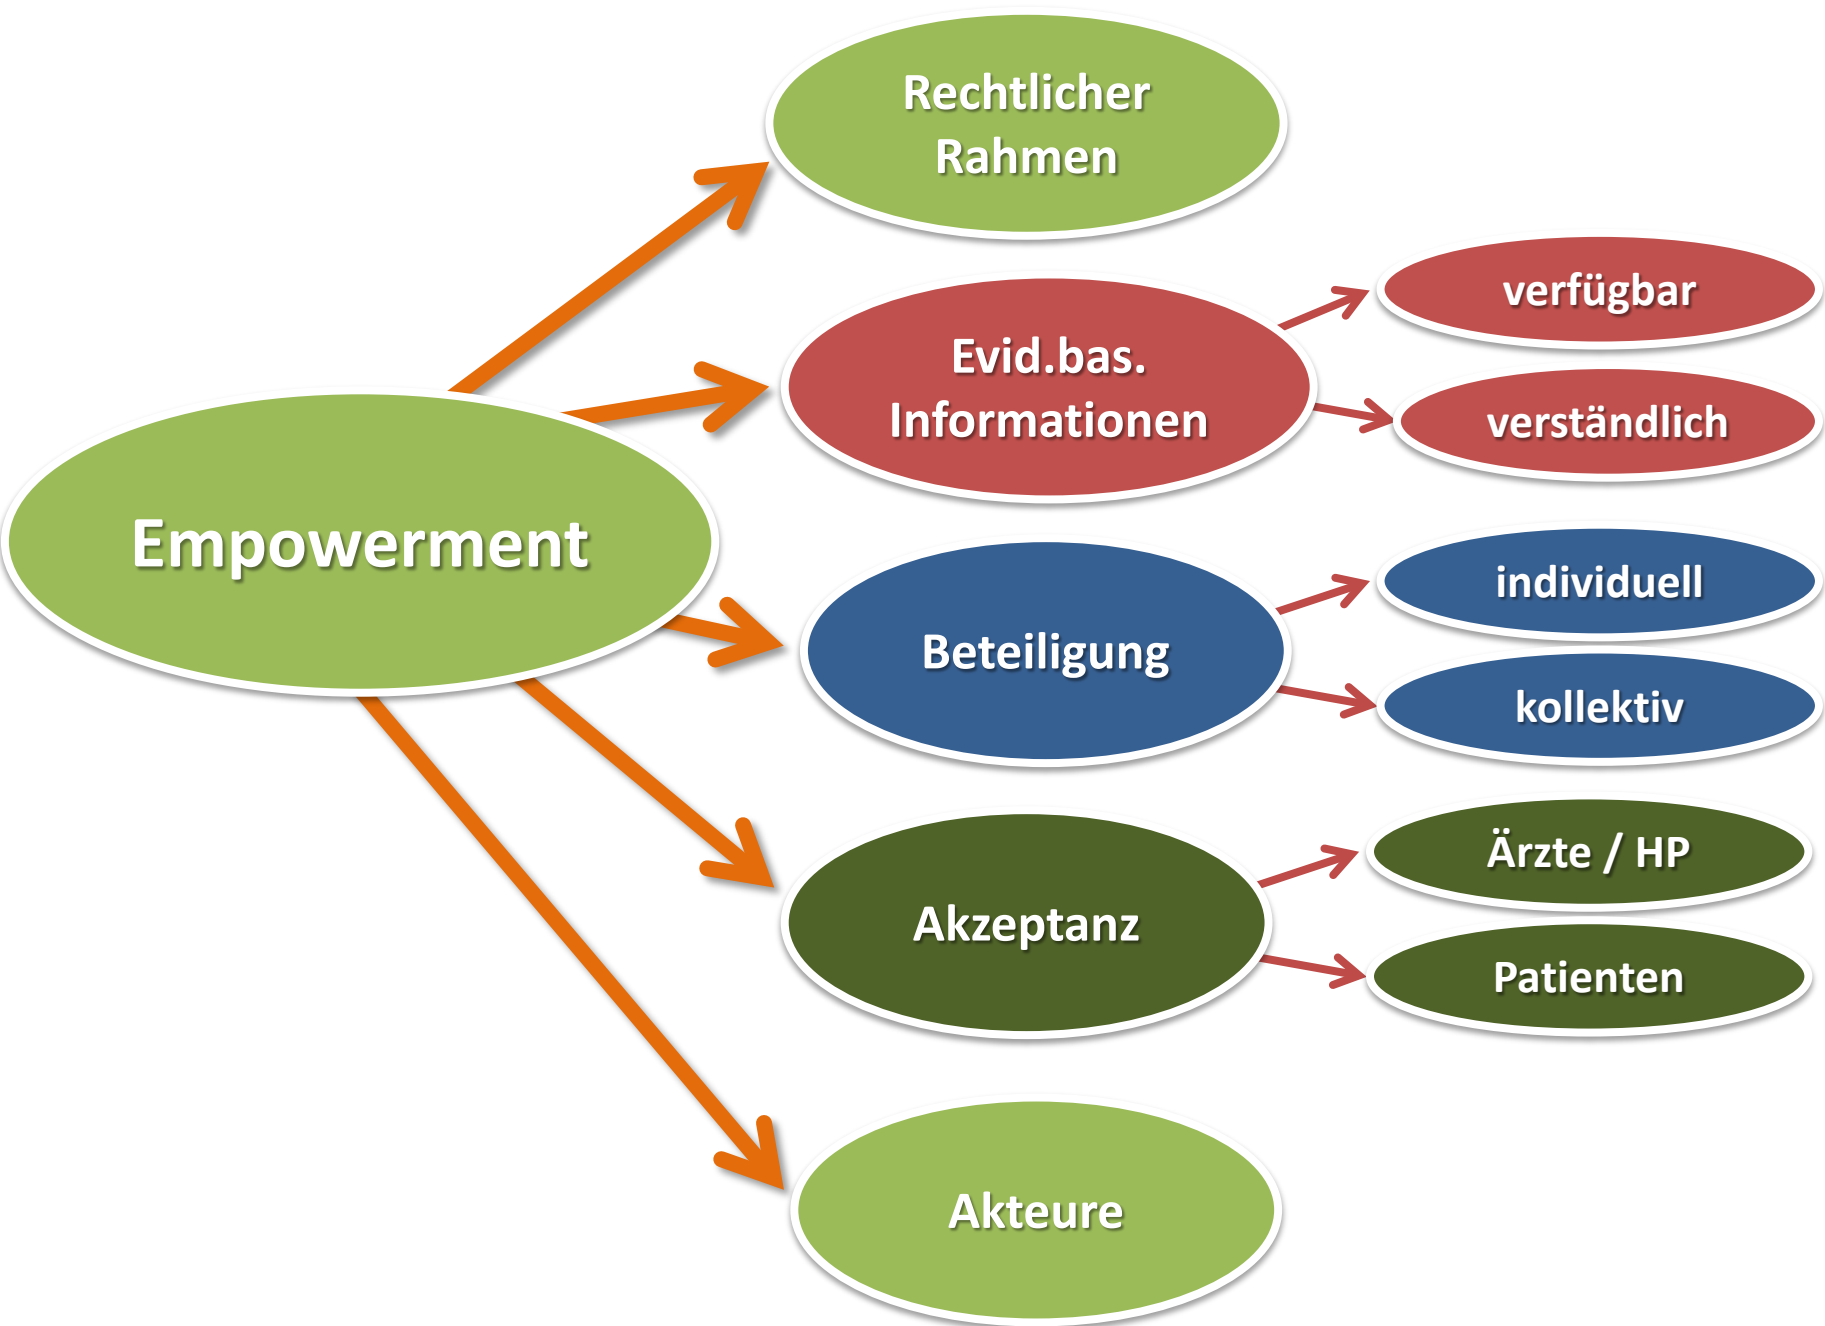 Empowerment
Rechtlicher
Rahmen
Evid.bas.
Informationen
verfügbar
verständlich
Beteiligung
individuell
kollektiv
Akzeptanz
Ärzte / HP
Patienten
Akteure